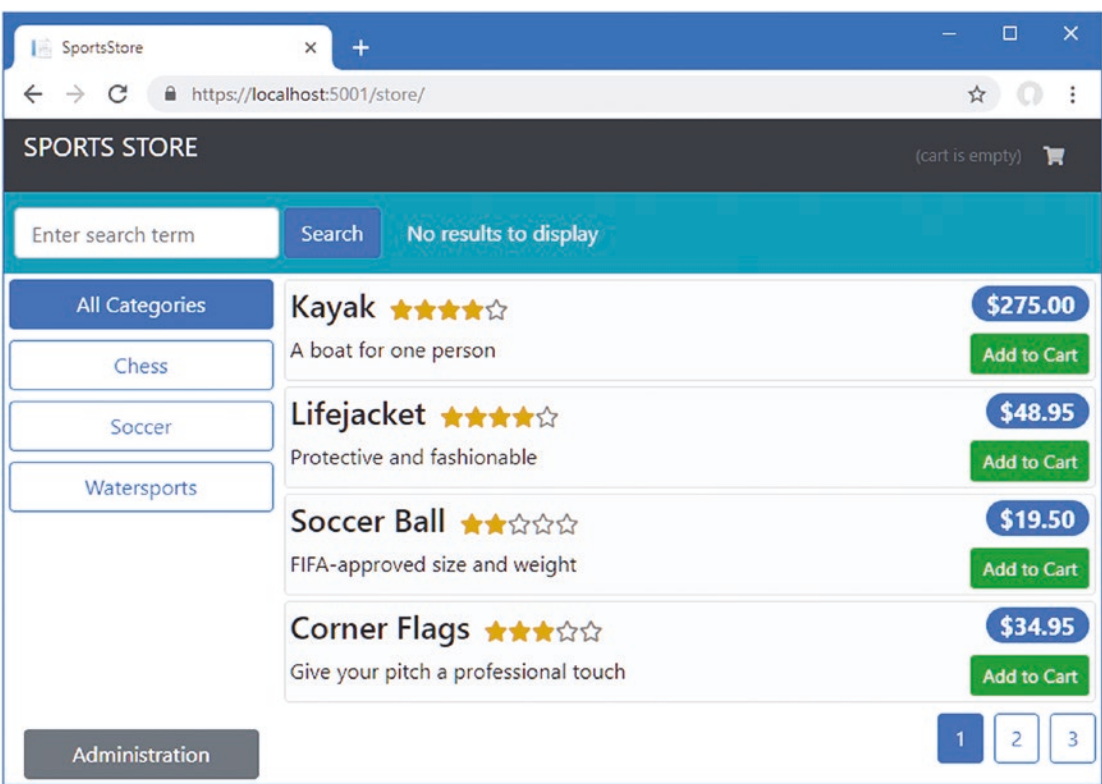 SportsStore
https://localhost:5001/store/
SPORTS STORE
(cart is empty)
Enter search term
Search
No results to display
All Categories
Chess
Soccer
Watersports
Kayak
$275.00
A boat for one person
Add to Cart
Lifejacket
$48.95
Protective and fashionable
Add to Cart
Soccer Ball
$19.50
FIFA-approved size and weight
Add to Cart
Corner Flags
$34.95
Give your pitch a professional touch
Add to Cart
Administration
1 2 3